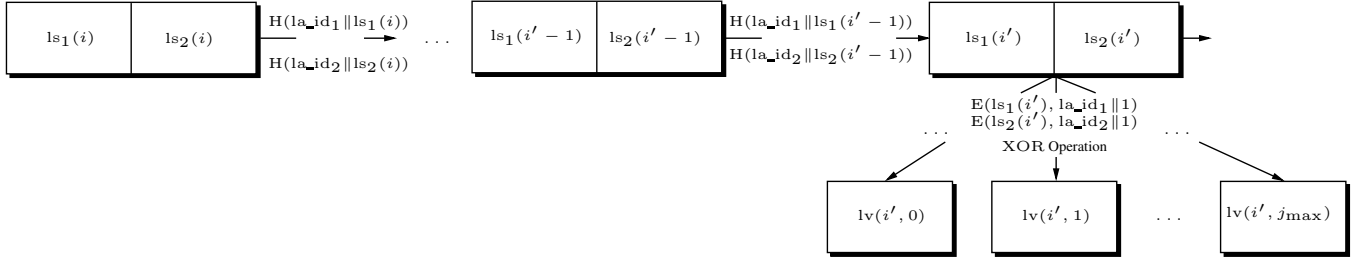 ls₁(i) ls₂(i) H(la_id₁‖ls₁(i))
H(la_id₂‖ls₂(i))
. . .
ls₁(i′ − 1) ls₂(i′ − 1) H(la_id₁‖ls₁(i′ − 1))
H(la_id₂‖ls₂(i′ − 1))
ls₁(i′) ls₂(i′)
E(ls₁(i′), la_id₁‖1)
E(ls₂(i′), la_id₂‖1)
. . . . . .
XOR Operation
lv(i′, 0) lv(i′, 1) . . . lv(i′, jmax)